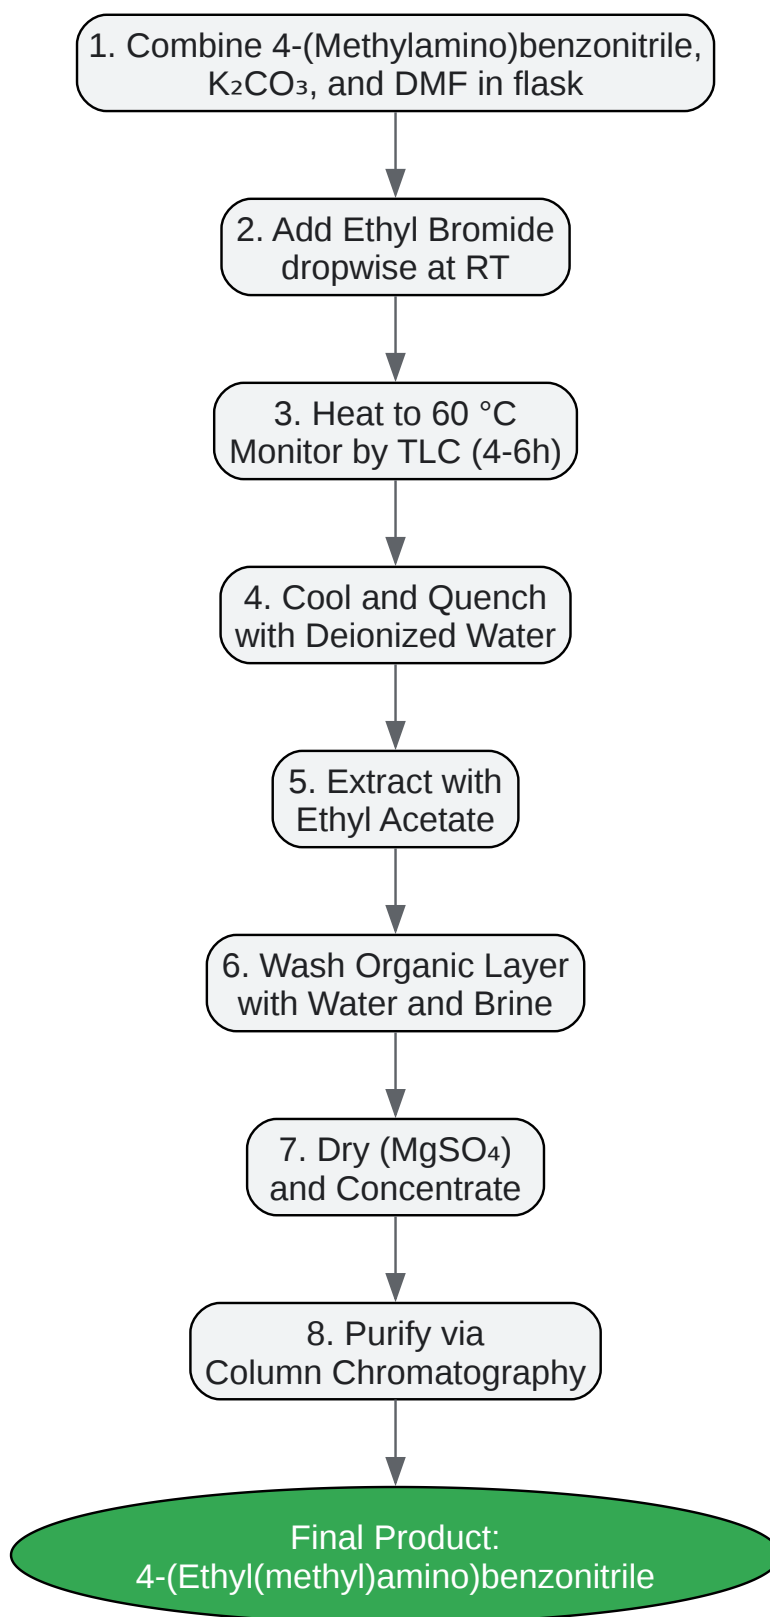 1. Combine 4-(Methylamino)benzonitrile,
K₂CO₃, and DMF in flask
2. Add Ethyl Bromide
dropwise at RT
3. Heat to 60 °C
Monitor by TLC (4-6h)
4. Cool and Quench
with Deionized Water
5. Extract with
Ethyl Acetate
6. Wash Organic Layer
with Water and Brine
7. Dry (MgSO₄)
and Concentrate
8. Purify via
Column Chromatography
Final Product:
4-(Ethyl(methyl)amino)benzonitrile